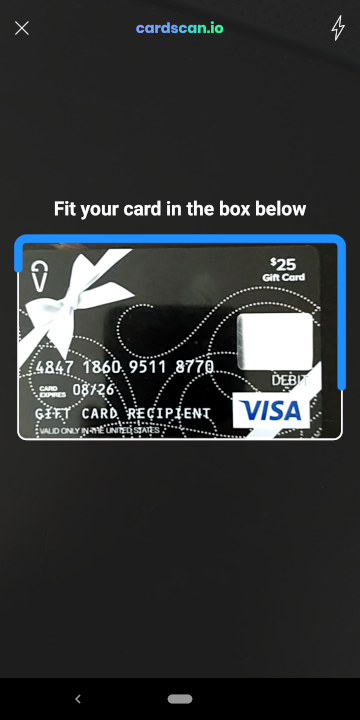 cardscan.io
Fit your card in the box below
$25
Gift Card
4847 1860 9511 8770
DEBIT
CARD
EXPIRES 08/26
GIFT CARD RECIPIENT
VISA
VALID ONLY IN THE UNITED STATES